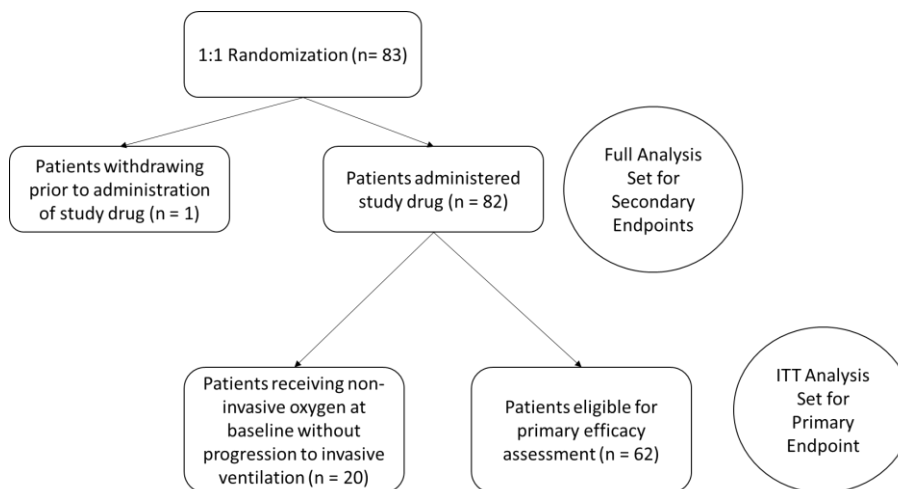 1:1 Randomization (n= 83)
Patients withdrawing
prior to administration
of study drug (n = 1)
Patients administered
study drug (n = 82)
Full Analysis
Set for
Secondary
Endpoints
Patients receiving non-
invasive oxygen at
baseline without
progression to invasive
ventilation (n = 20)
Patients eligible for
primary efficacy
assessment (n = 62)
ITT Analysis
Set for
Primary
Endpoint